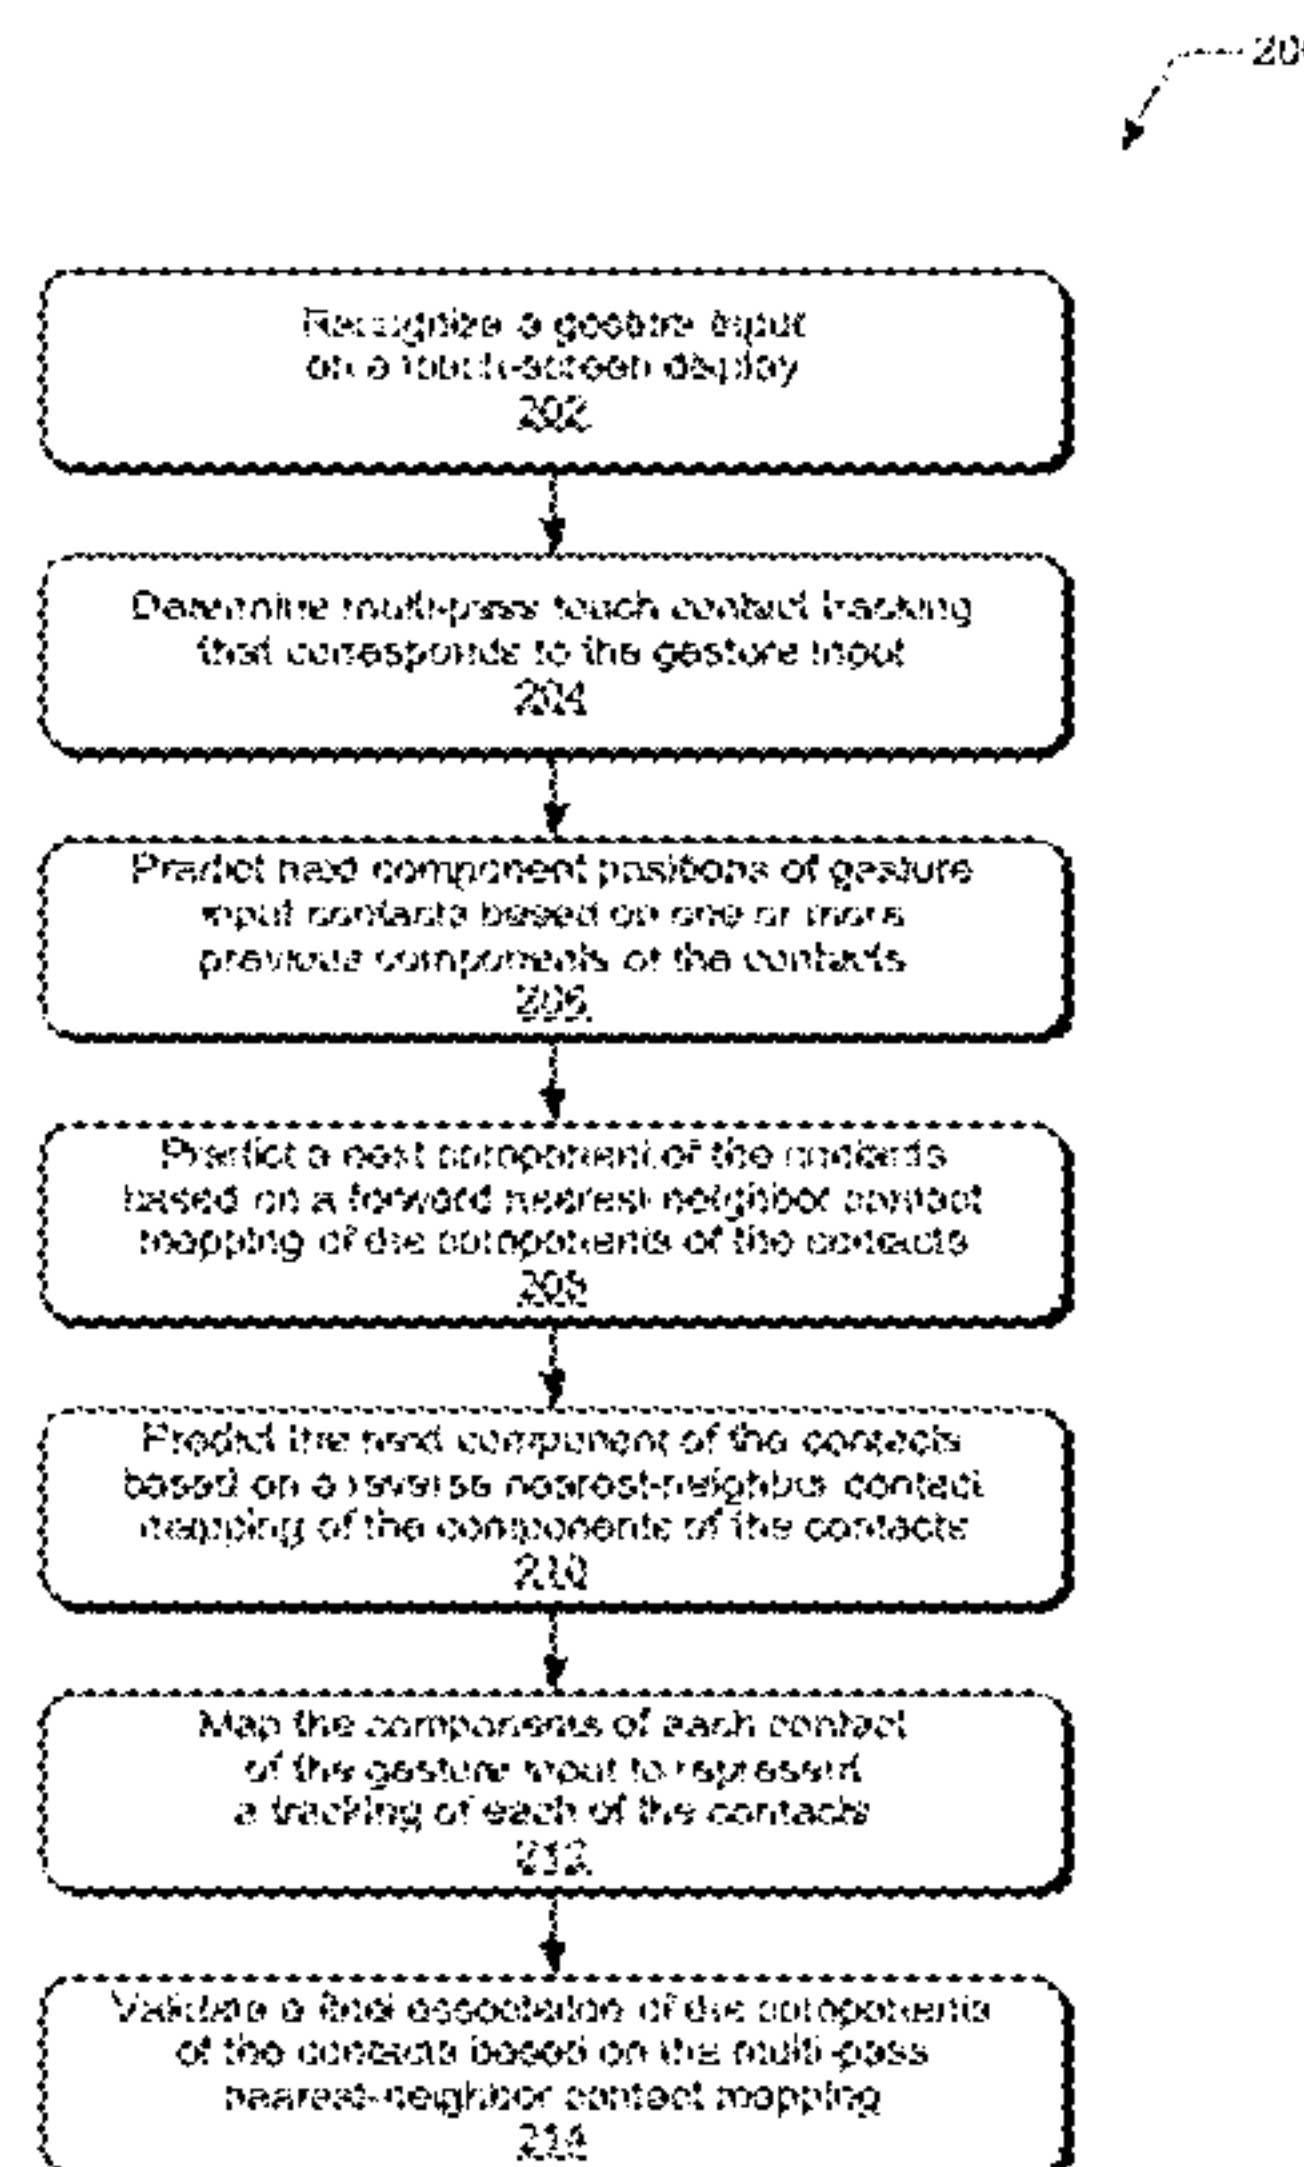 Recognize a gesture input
on a touch-screen display
202
Determine multi-pass touch contact tracking
that corresponds to the gesture input
204
Predict next component positions of gesture
input contacts based on one or more
previous components of the contacts
206
Predict a next component of the contacts
based on a forward nearest-neighbor contact
mapping of the components of the contacts
208
Predict the next component of the contacts
based on a reverse nearest-neighbor contact
mapping of the components of the contacts
210
Map the components of each contact
of the gesture input to represent
a tracking of each of the contacts
212
Validate a final association of the components
of the contacts based on the multi-pass
nearest-neighbor contact mapping
214